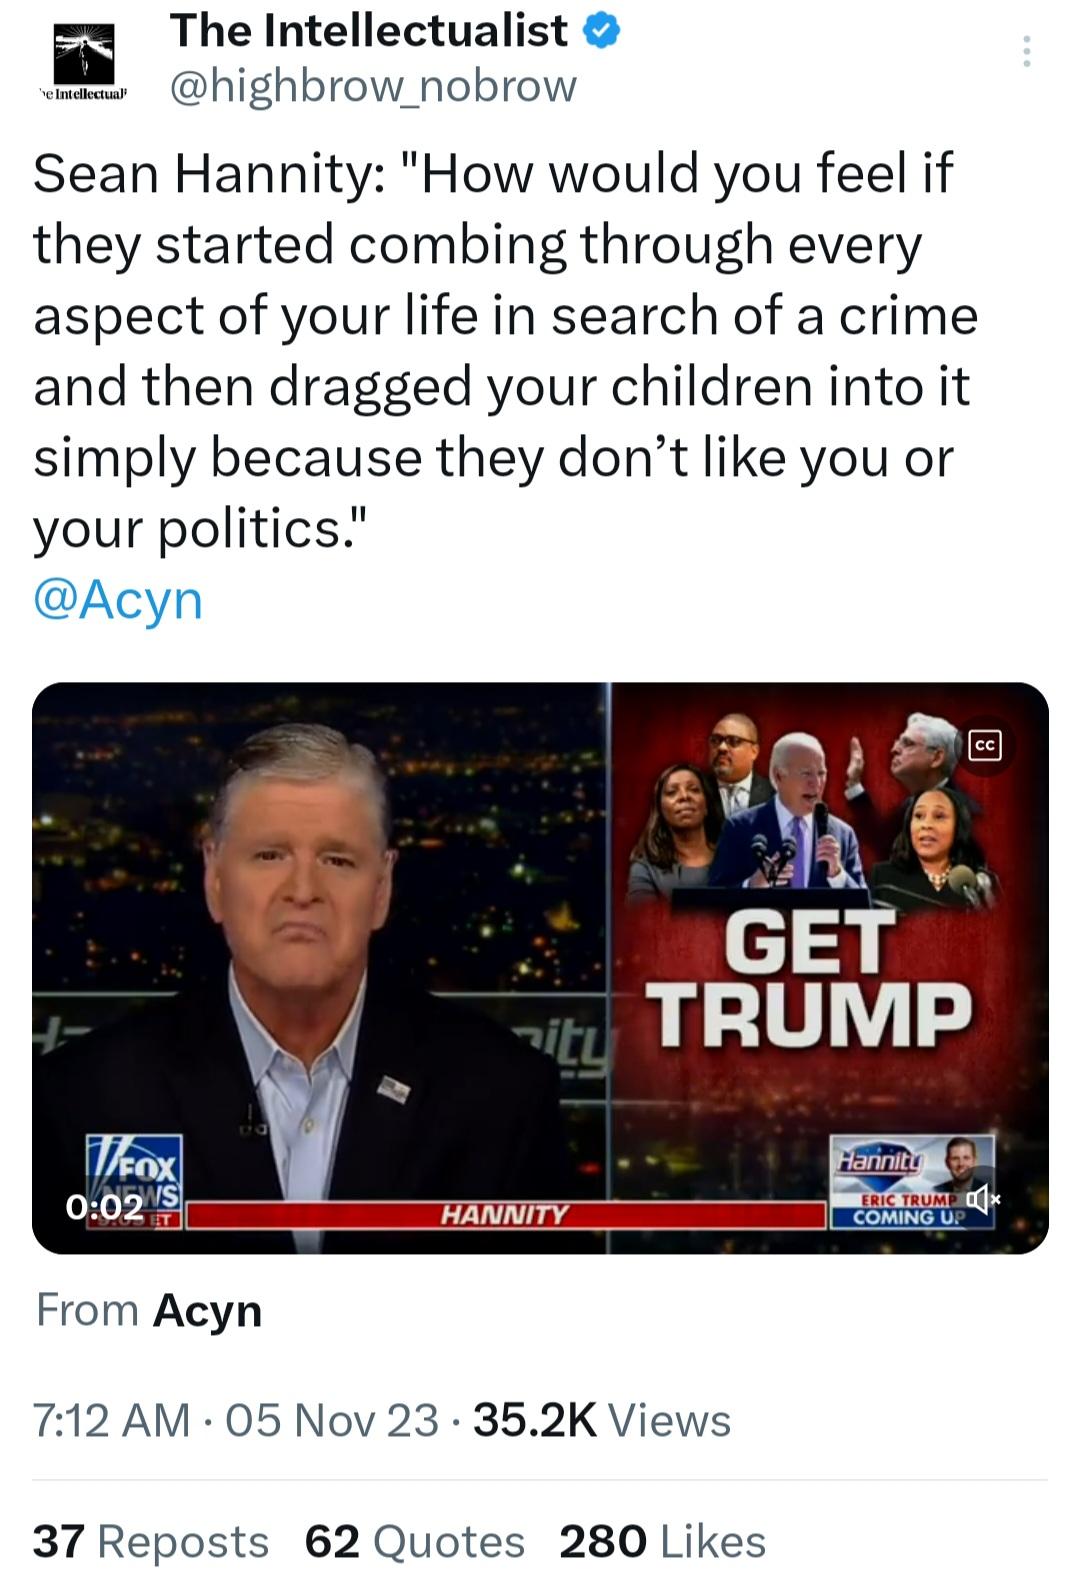 The Intellectualist
@highbrow_nobrow
Sean Hannity: "How would you feel if
they started combing through every
aspect of your life in search of a crime
and then dragged your children into it
simply because they don’t like you or
your politics."
@Acyn
CC
GET
TRUMP
FOX
NEWS
ET
0:02
HANNITY
Hannity
ERIC TRUMP
COMING UP
From Acyn
7:12 AM · 05 Nov 23 · 35.2K Views
37 Reposts 62 Quotes 280 Likes